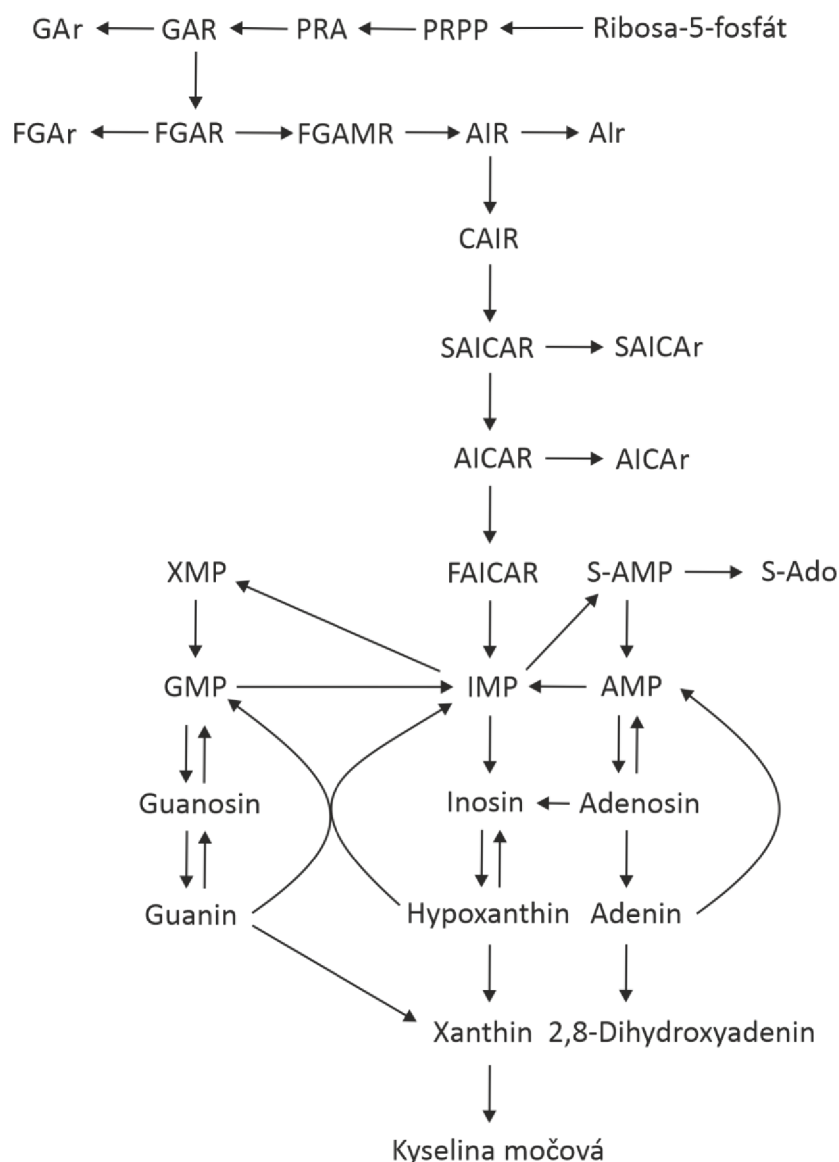 GAr GAR PRA PRPP Ribosa-5-fosfát
FGAr FGAR FGAMR AIR AIr
CAIR
SAICAR SAICAr
AICAR AICAr
XMP FAICAR S-AMP S-Ado
GMP IMP AMP
Guanosin Inosin Adenosin
Guanin Hypoxanthin Adenin
Xanthin 2,8-Dihydroxyadenin
Kyselina močová